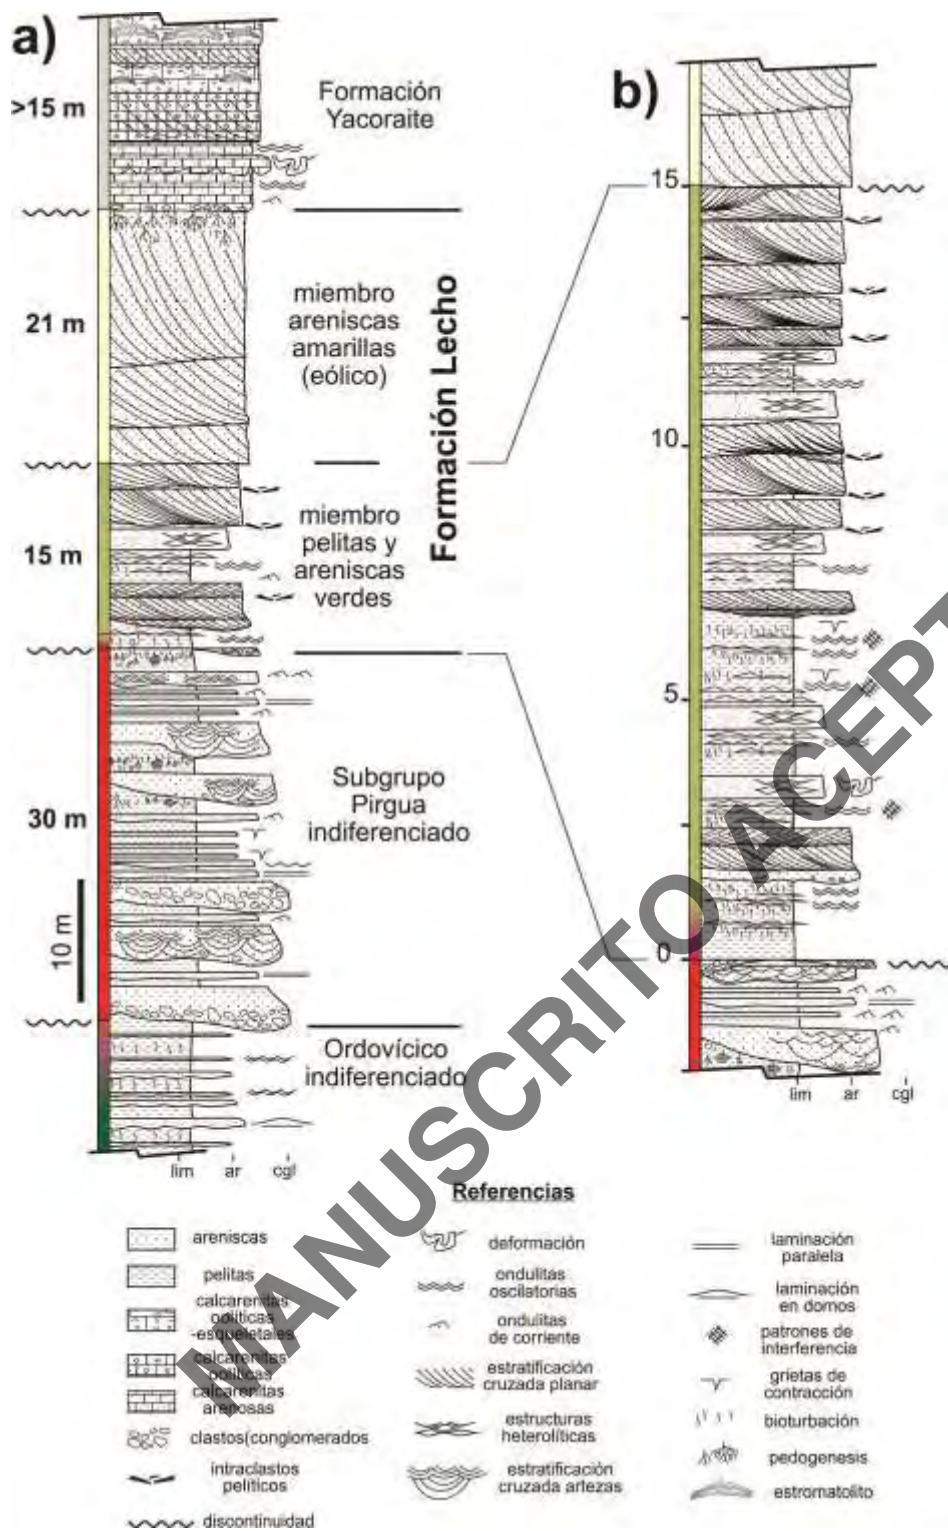 a)
>15 m
Formación
Yacoraite
21 m
miembro
areniscas
amarillas
(eólico)
Formación Lecho
15 m
miembro
pelitas y
areniscas
verdes
30 m
Subgrupo
Pirgua
indiferenciado
10 m
Ordovícico
indiferenciado
lim ar cgl
b)
15
10
5
0
lim ar cgl
MANUSCRITO ACEPT
Referencias
areniscas
pelitas
calcarenitas
oolíticas
-esqueletales
calcarenitas
oolíticas
calcarenitas
arenosas
clastos(conglomerados
intraclastos
pelíticos
discontinuidad
deformación
ondulitas
oscilatorias
ondulitas
de corriente
estratificación
cruzada planar
estructuras
heterolíticas
estratificación
cruzada artezas
laminación
paralela
laminación
en domos
patrones de
interferencia
grietas de
contracción
bioturbación
pedogenesis
estromatolito